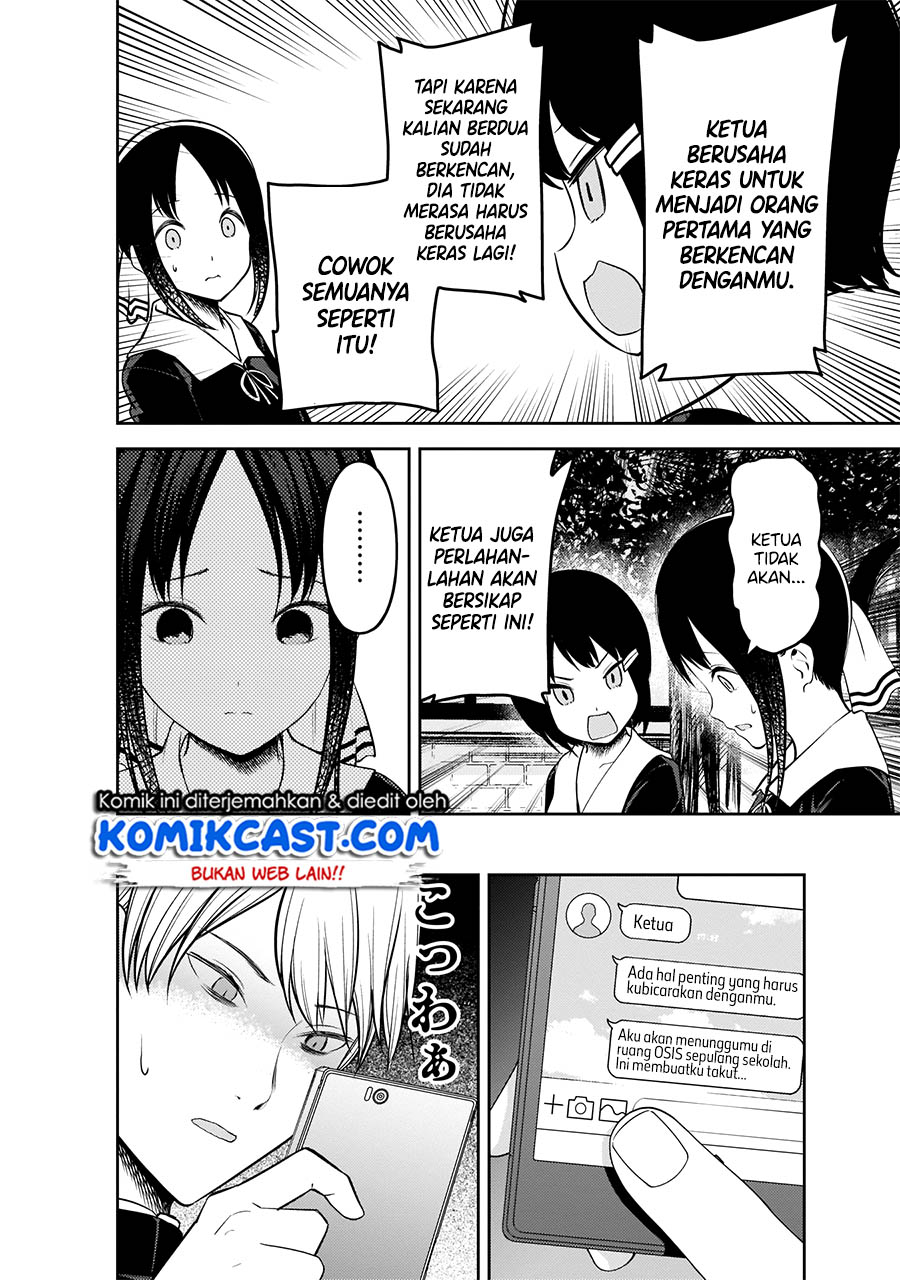 KETUA
BERUSAHA
KERAS UNTUK
MENJADI ORANG
PERTAMA YANG
BERKENCAN
DENGANMU.
TAPI KARENA
SEKARANG
KALIAN BERDUA
SUDAH
BERKENCAN,
DIA TIDAK
MERASA HARUS
BERUSAHA
KERAS LAGI!
COWOK
SEMUANYA
SEPERTI
ITU!
KETUA
TIDAK
AKAN...
KETUA JUGA
PERLAHAN-
LAHAN AKAN
BERSIKAP
SEPERTI INI!
.........
Komik ini diterjemahkan & diedit oleh
KOMIKCAST.COM
BUKAN WEB LAIN!!
Ketua
Ada hal penting yang harus
kubicarakan denganmu.
Aku akan menunggumu di
ruang OSIS sepulang sekolah.
Ini membuatku takut...
こっわぁ